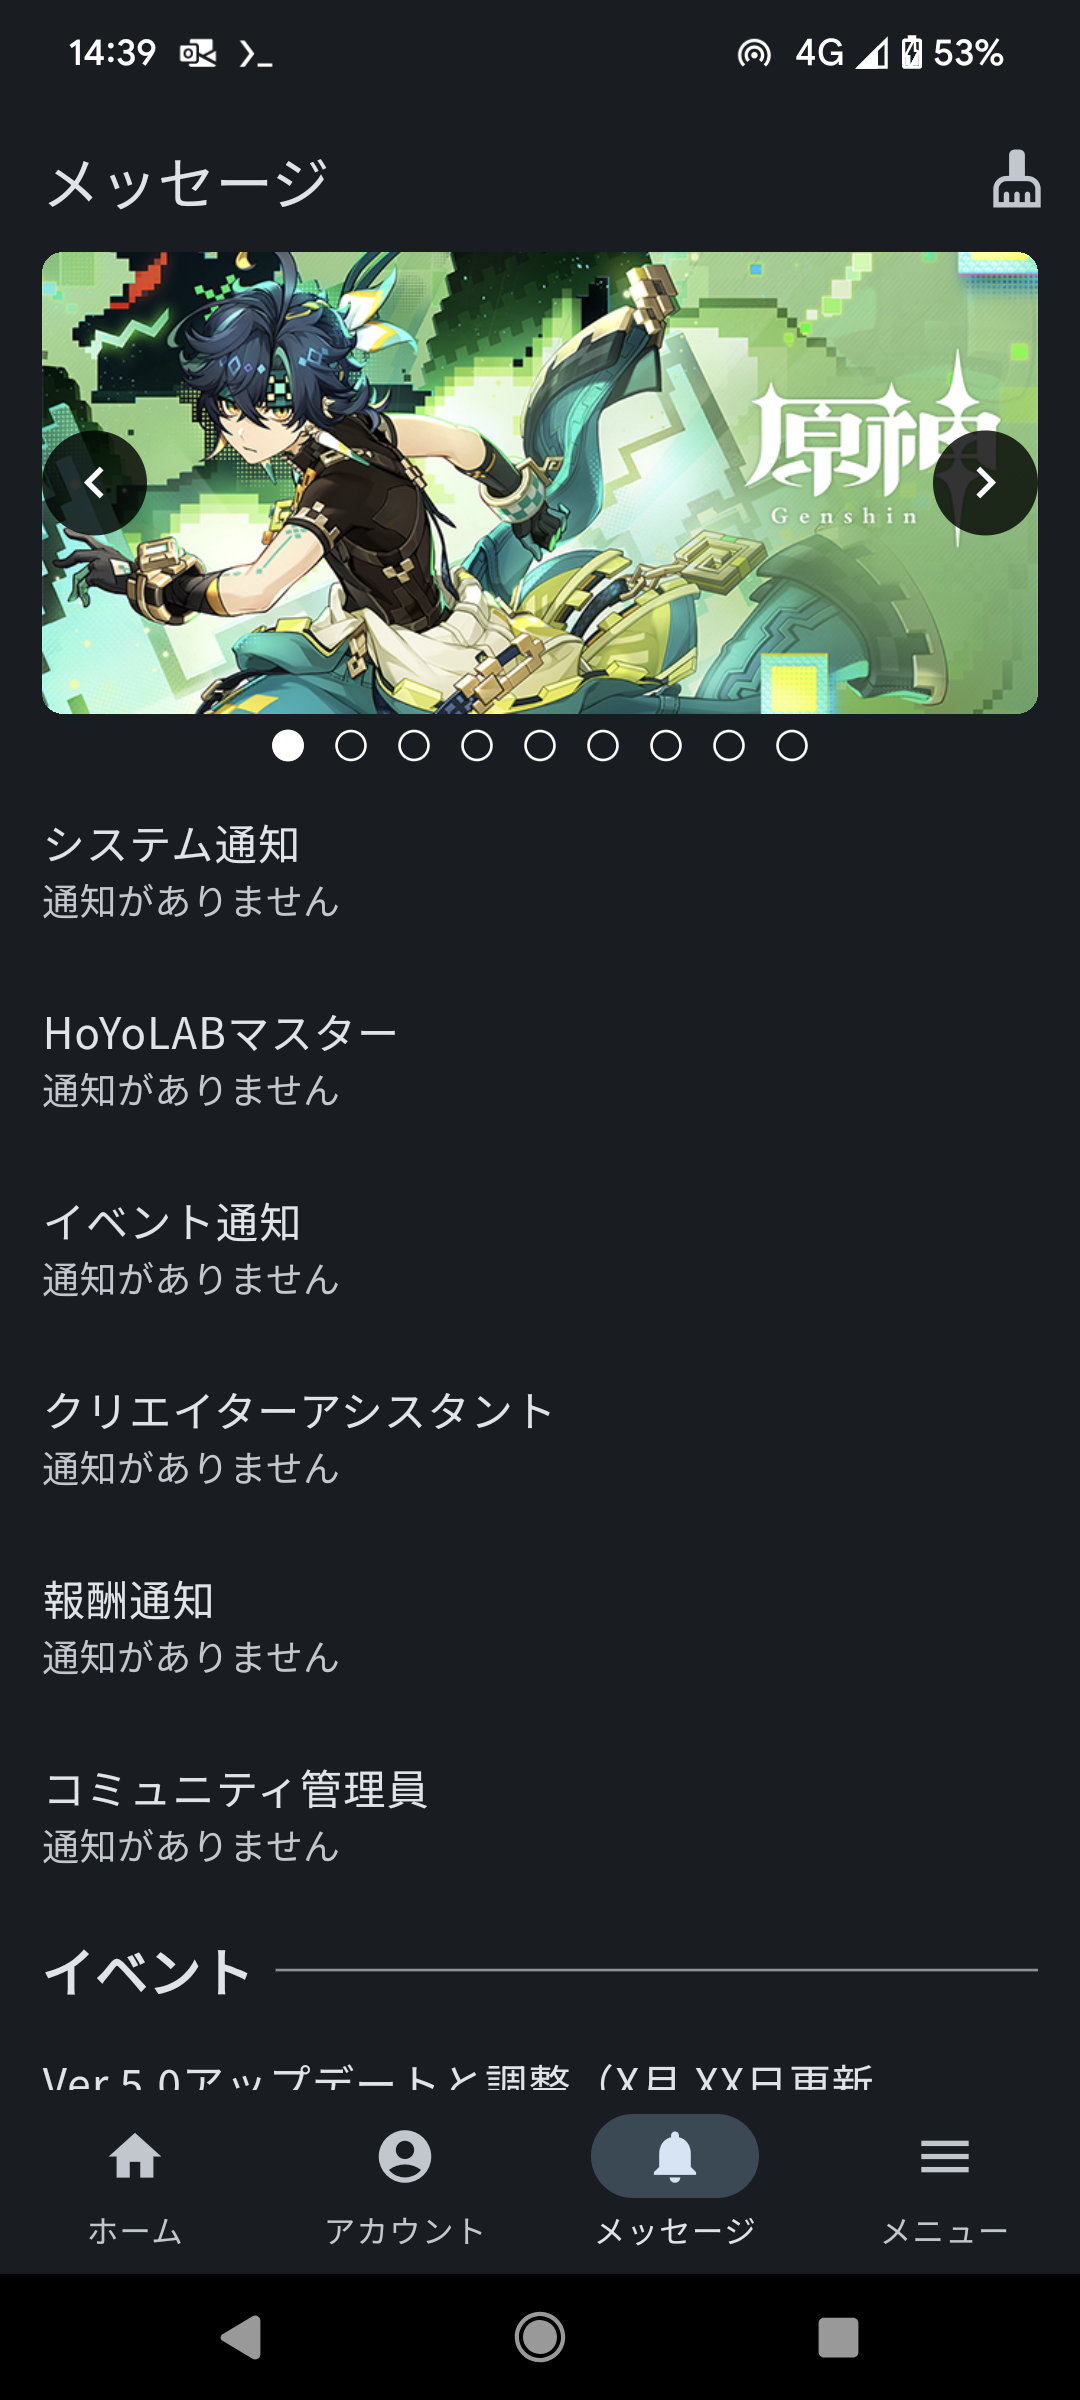 14:39
4G
53%
メッセージ
原神
Genshin
システム通知
通知がありません
HoYoLABマスター
通知がありません
イベント通知
通知がありません
クリエイターアシスタント
通知がありません
報酬通知
通知がありません
コミュニティ管理員
通知がありません
イベント
Ver.5.0アップデートと調整（X月 XX日更新
ホーム
アカウント
メッセージ
メニュー